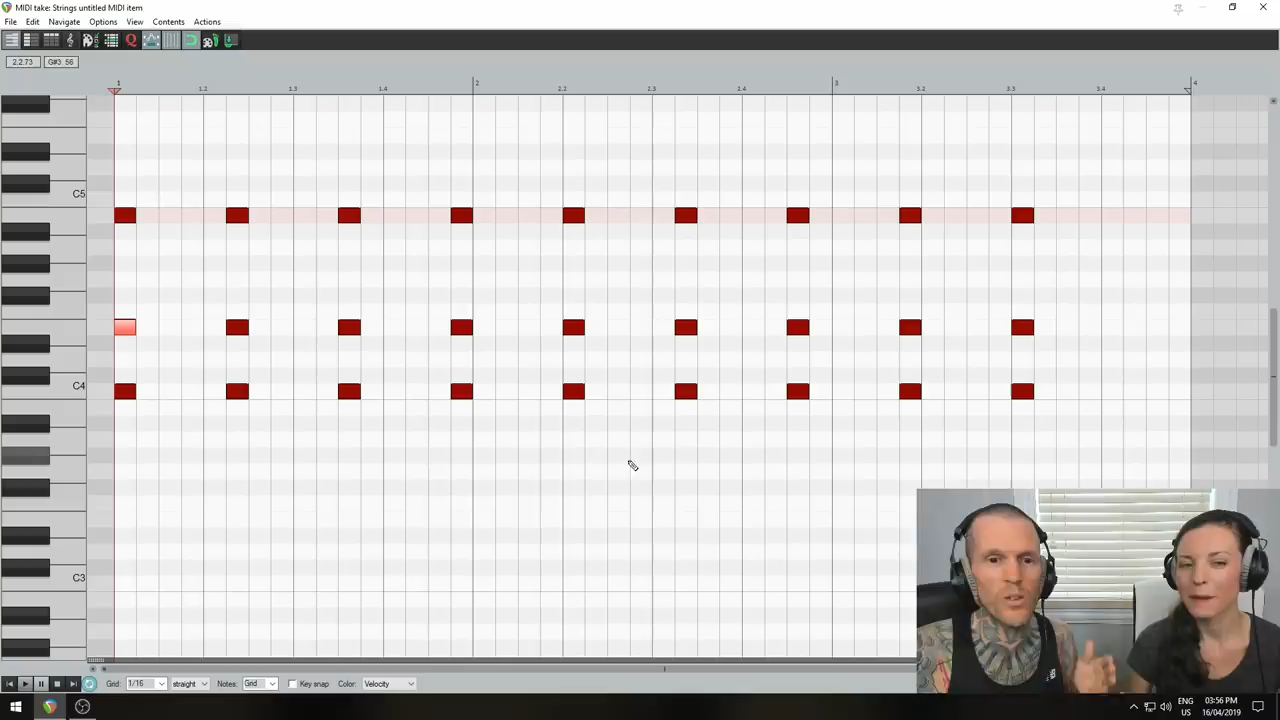 MIDI take: Strings untitled MIDI item
File Edit Navigate Options View Contents Actions
Q
2.2.73 G#3 56
1 1.2 1.3 1.4 2 2.2 2.3 2.4 3 3.2 3.3 3.4 4
C5
C4
C3
Grid: 1/16 straight Notes: Grid Key snap Color: Velocity
ENG 03:56 PM
US 16/04/2019